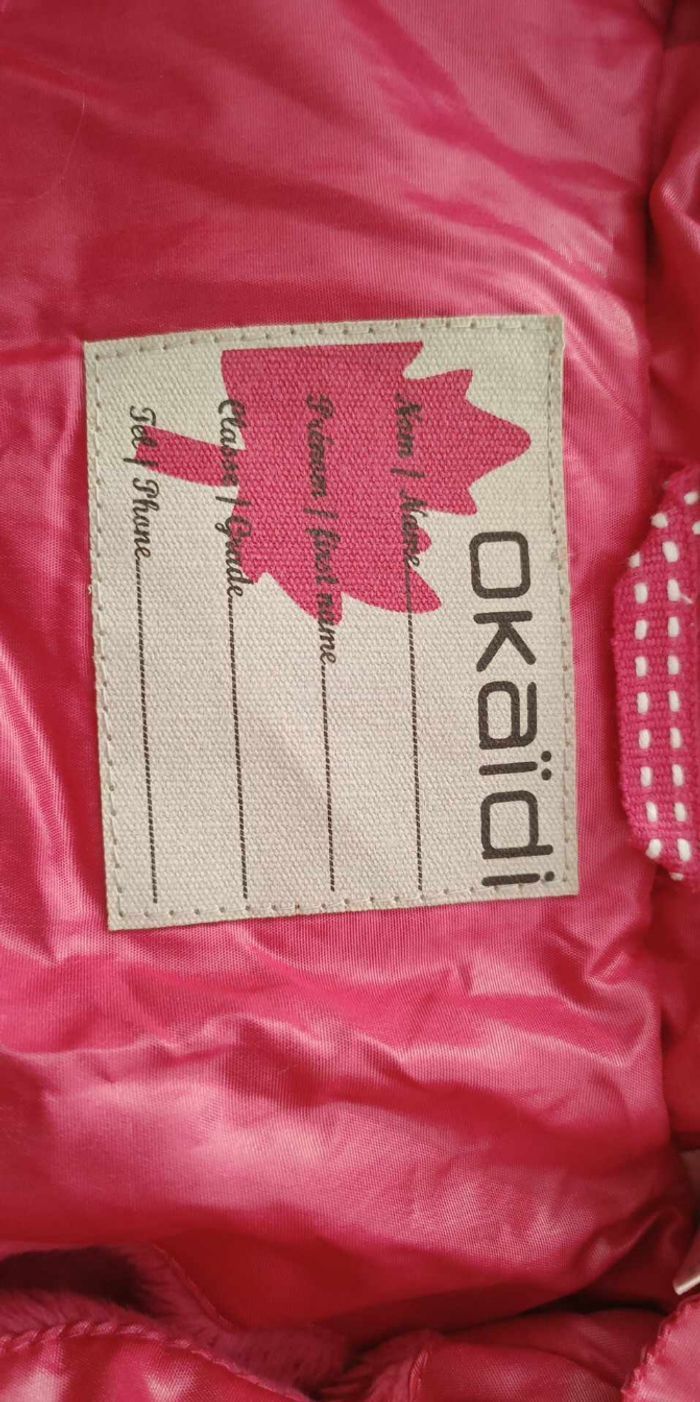 okaïdi
Nom / Name
Prénom / first name
Classe / Grade
Tel / Phone